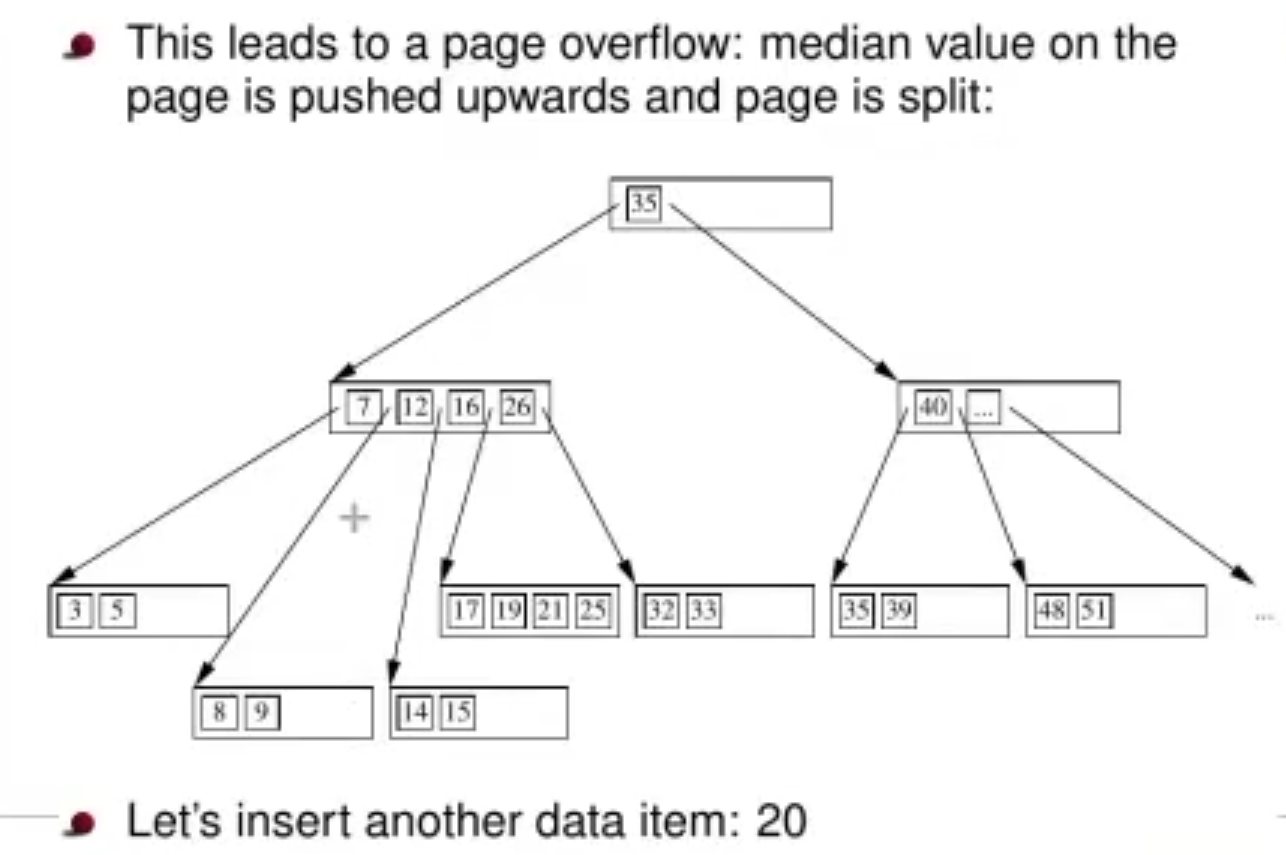 This leads to a page overflow: median value on the
page is pushed upwards and page is split:
35
7 12 16 26
40 ...
3 5
17 19 21 25
32 33
35 39
48 51
...
8 9
14 15
Let's insert another data item: 20